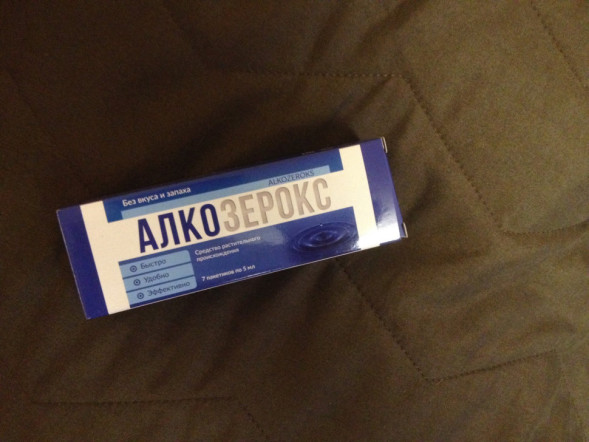 Без вкуса и запаха
ALKOZEROKS
АЛКОЗЕРОКС
Быстро
Удобно
Эффективно
Средство растительного
происхождения
7 пакетиков по 5 мл